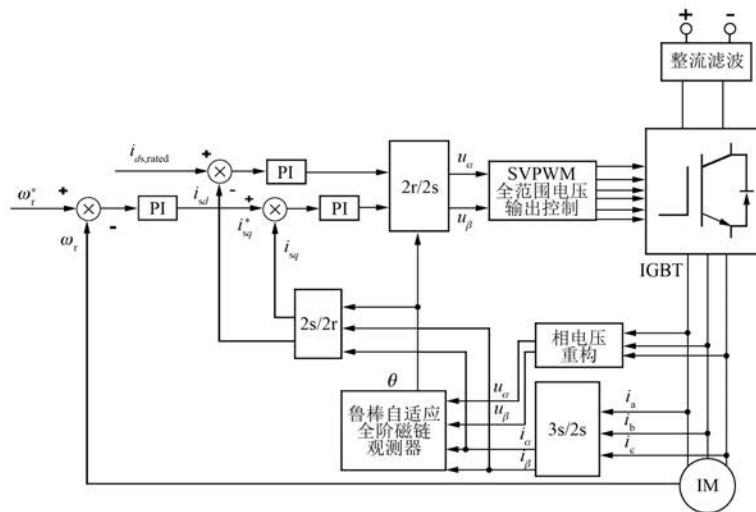 + -
整流滤波
i_ds,rated
+
-
PI
2r/2s
u_α
u_β
SVPWM
全范围电压
输出控制
IGBT
ω_r^*
+
-
ω_r
PI
i_sd
+
i_sq^*
i_sq
PI
2s/2r
相电压
重构
θ
鲁棒自适应
全阶磁链
观测器
u_α
u_β
i_α
i_β
3s/2s
i_a
i_b
i_c
IM